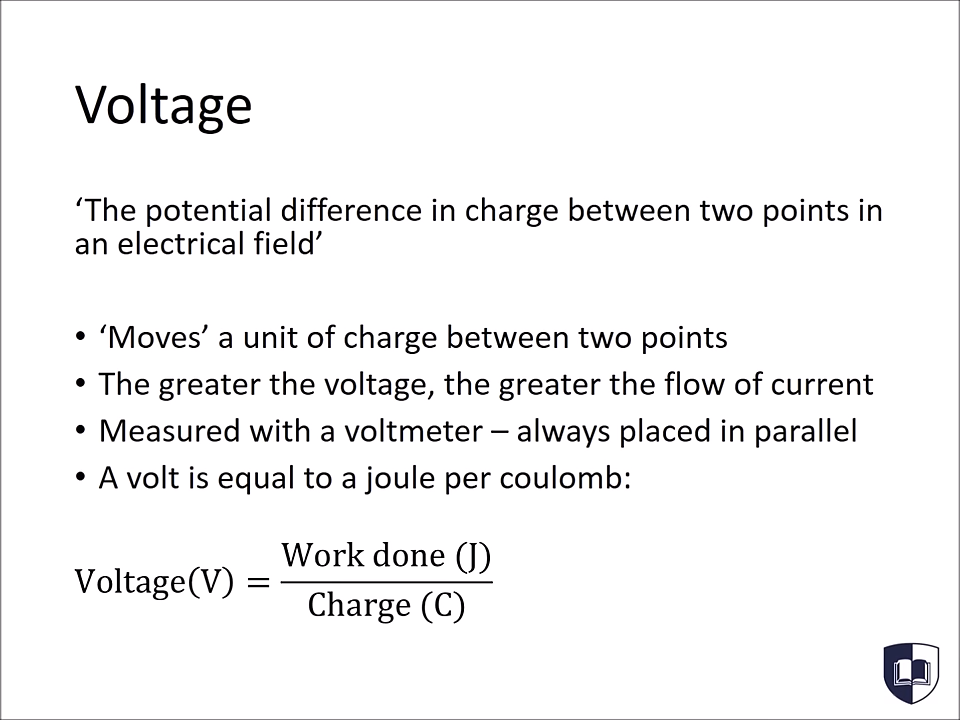 Voltage
‘The potential difference in charge between two points in
an electrical field’
• ‘Moves’ a unit of charge between two points
• The greater the voltage, the greater the flow of current
• Measured with a voltmeter – always placed in parallel
• A volt is equal to a joule per coulomb:
Voltage(V) = Work done (J) / Charge (C)